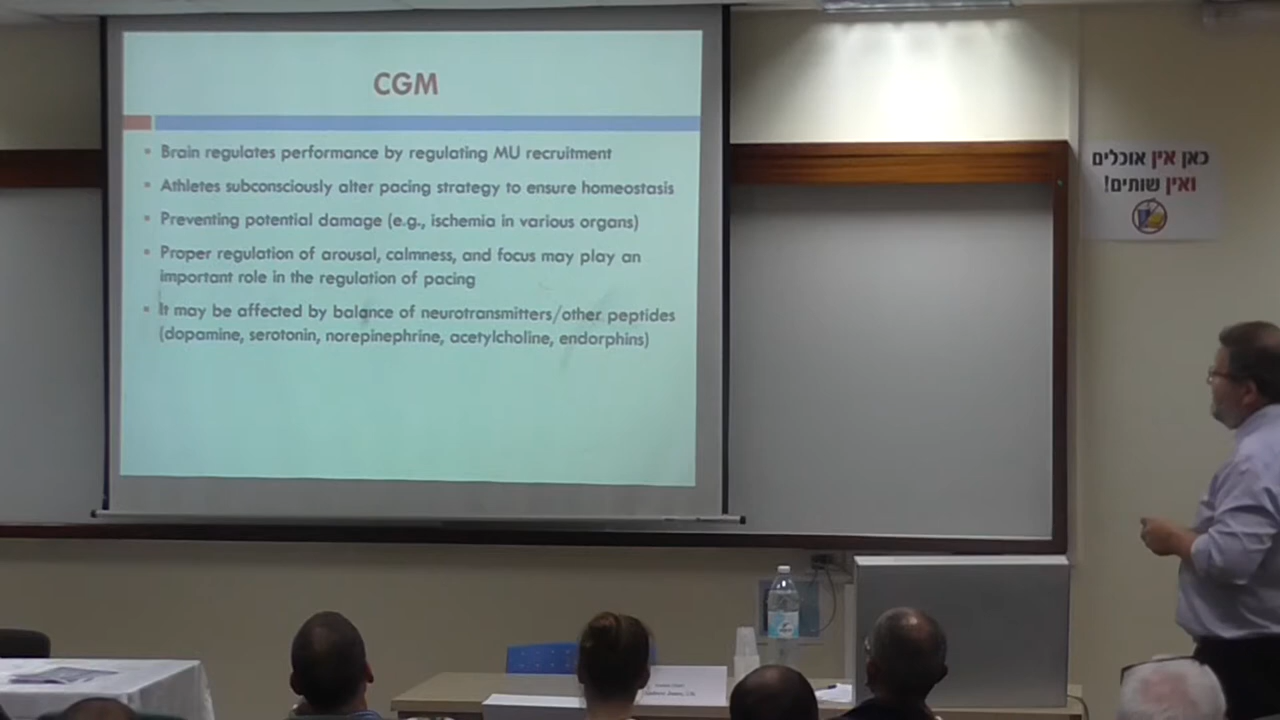 CGM
Brain regulates performance by regulating MU recruitment
Athletes subconsciously alter pacing strategy to ensure homeostasis
Preventing potential damage (e.g., ischemia in various organs)
Proper regulation of arousal, calmness, and focus may play an
important role in the regulation of pacing
It may be affected by balance of neurotransmitters/other peptides
(dopamine, serotonin, norepinephrine, acetylcholine, endorphins)
כאן אין אוכלים
ואין שותים!